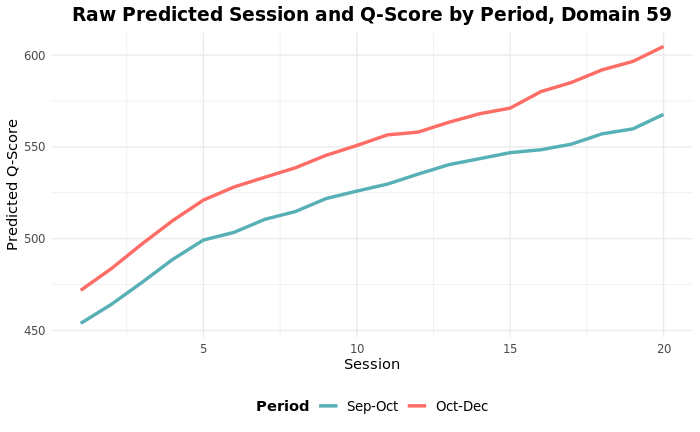 Raw Predicted Session and Q-Score by Period, Domain 59
Predicted Q-Score
600
550
500
450
5 10 15 20
Session
Period Sep-Oct Oct-Dec